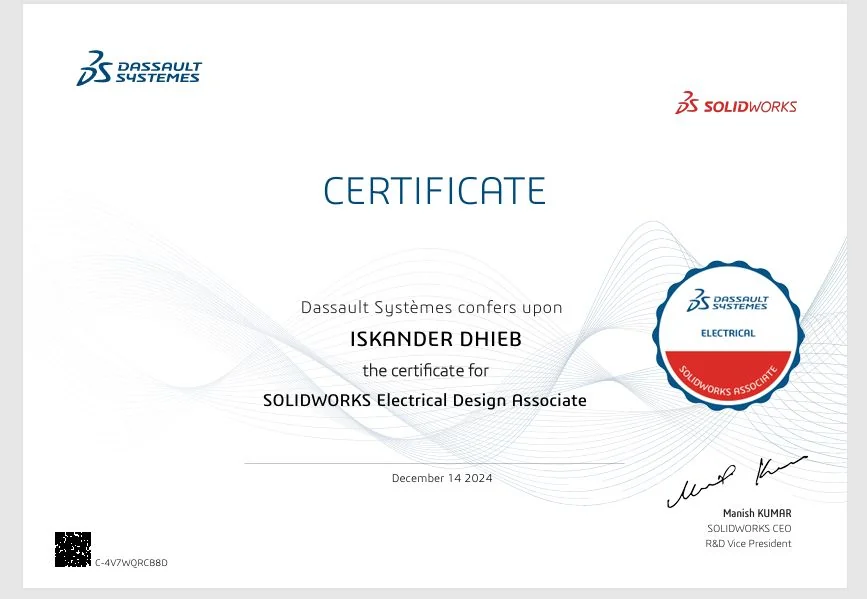 DASSAULT
SYSTEMES
SOLIDWORKS
CERTIFICATE
Dassault Systèmes confers upon
ISKANDER DHIEB
the certificate for
SOLIDWORKS Electrical Design Associate
DASSAULT
SYSTEMES
ELECTRICAL
SOLIDWORKS ASSOCIATE
December 14 2024
Manish KUMAR
SOLIDWORKS CEO
R&D Vice President
C-4V7WQRCB8D